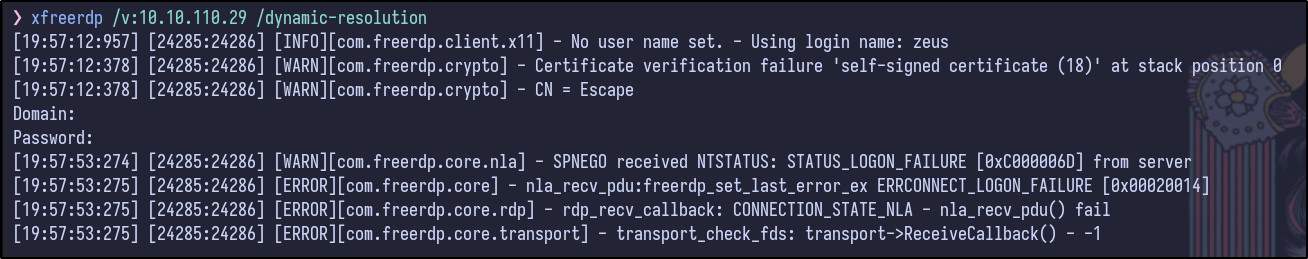 ❯ xfreerdp /v:10.10.110.29 /dynamic-resolution
[19:57:12:957] [24285:24286] [INFO][com.freerdp.client.x11] - No user name set. - Using login name: zeus
[19:57:12:378] [24285:24286] [WARN][com.freerdp.crypto] - Certificate verification failure 'self-signed certificate (18)' at stack position 0
[19:57:12:378] [24285:24286] [WARN][com.freerdp.crypto] - CN = Escape
Domain:
Password:
[19:57:53:274] [24285:24286] [WARN][com.freerdp.core.nla] - SPNEGO received NTSTATUS: STATUS_LOGON_FAILURE [0xC000006D] from server
[19:57:53:275] [24285:24286] [ERROR][com.freerdp.core] - nla_recv_pdu:freerdp_set_last_error_ex ERRCONNECT_LOGON_FAILURE [0x00020014]
[19:57:53:275] [24285:24286] [ERROR][com.freerdp.core.rdp] - rdp_recv_callback: CONNECTION_STATE_NLA - nla_recv_pdu() fail
[19:57:53:275] [24285:24286] [ERROR][com.freerdp.core.transport] - transport_check_fds: transport->ReceiveCallback() - -1